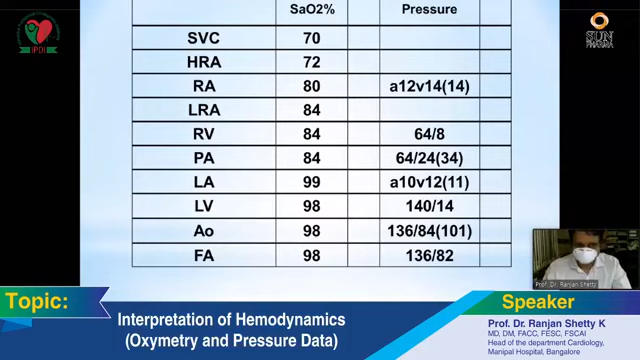 SaO2% Pressure
SVC 70
HRA 72
RA 80 a12v14(14)
LRA 84
RV 84 64/8
PA 84 64/24(34)
LA 99 a10v12(11)
LV 98 140/14
Ao 98 136/84(101)
FA 98 136/82
IPDI
SUN
PHARMA
Prof. Dr. Ranjan Shetty
Topic:
Interpretation of Hemodynamics
(Oxymetry and Pressure Data)
Speaker
Prof. Dr. Ranjan Shetty K
MD, DM, FACC, FESC, FSCAI
Head of the department Cardiology,
Manipal Hospital, Bangalore